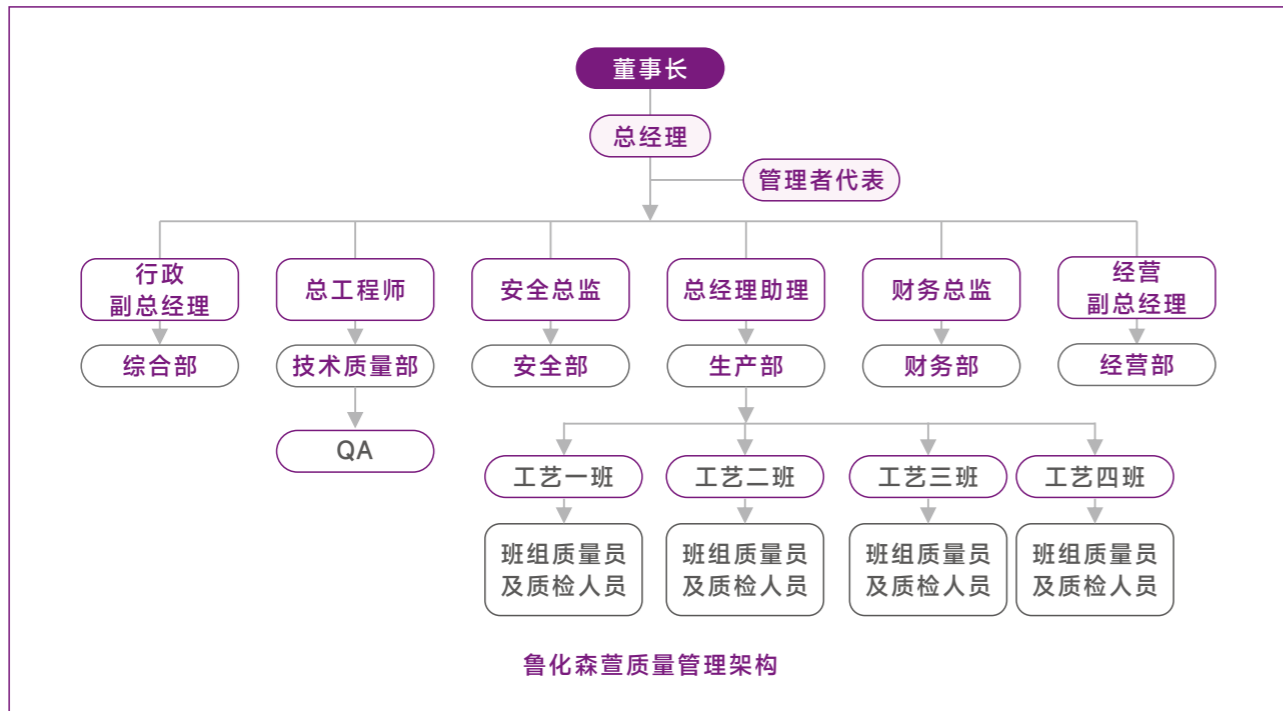 董事长
总经理
管理者代表
行政
副总经理
总工程师
安全总监
总经理助理
财务总监
经营
副总经理
综合部
技术质量部
安全部
生产部
财务部
经营部
QA
工艺一班
工艺二班
工艺三班
工艺四班
班组质量员
及质检人员
班组质量员
及质检人员
班组质量员
及质检人员
班组质量员
及质检人员
鲁化森萱质量管理架构